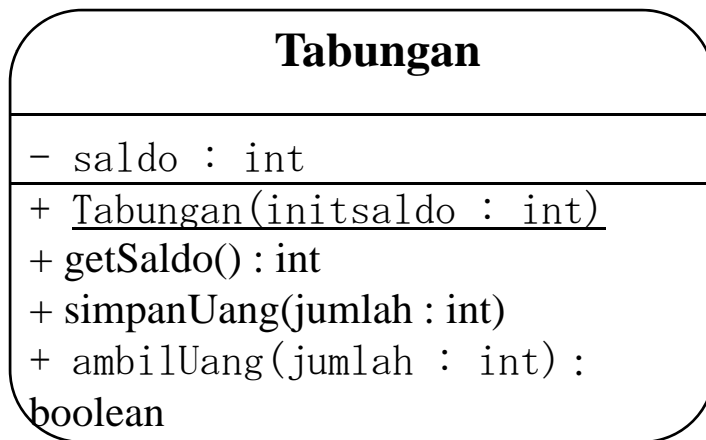 Tabungan
- saldo : int
+ Tabungan(initsaldo : int)
+ getSaldo() : int
+ simpanUang(jumlah : int)
+ ambilUang(jumlah : int) :
boolean